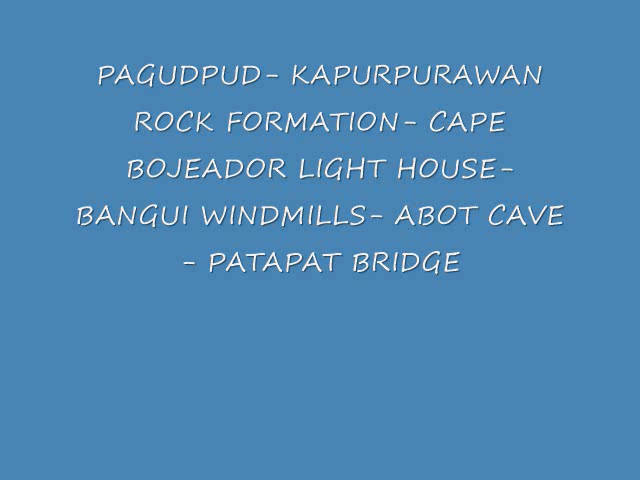 PAGUDPUD- KAPURPURAWAN
ROCK FORMATION- CAPE
BOJEADOR LIGHT HOUSE-
BANGUI WINDMILLS- ABOT CAVE
- PATAPAT BRIDGE